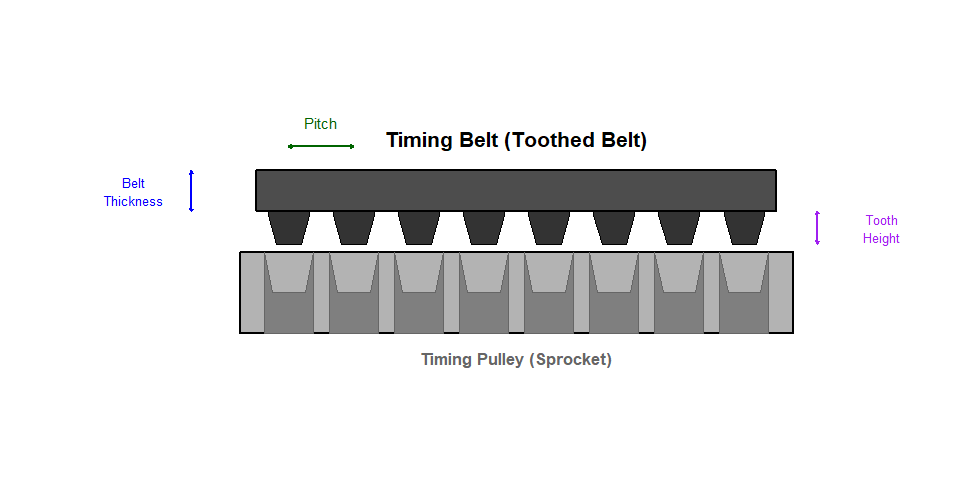 Pitch
Timing Belt (Toothed Belt)
Belt
Thickness
Tooth
Height
Timing Pulley (Sprocket)